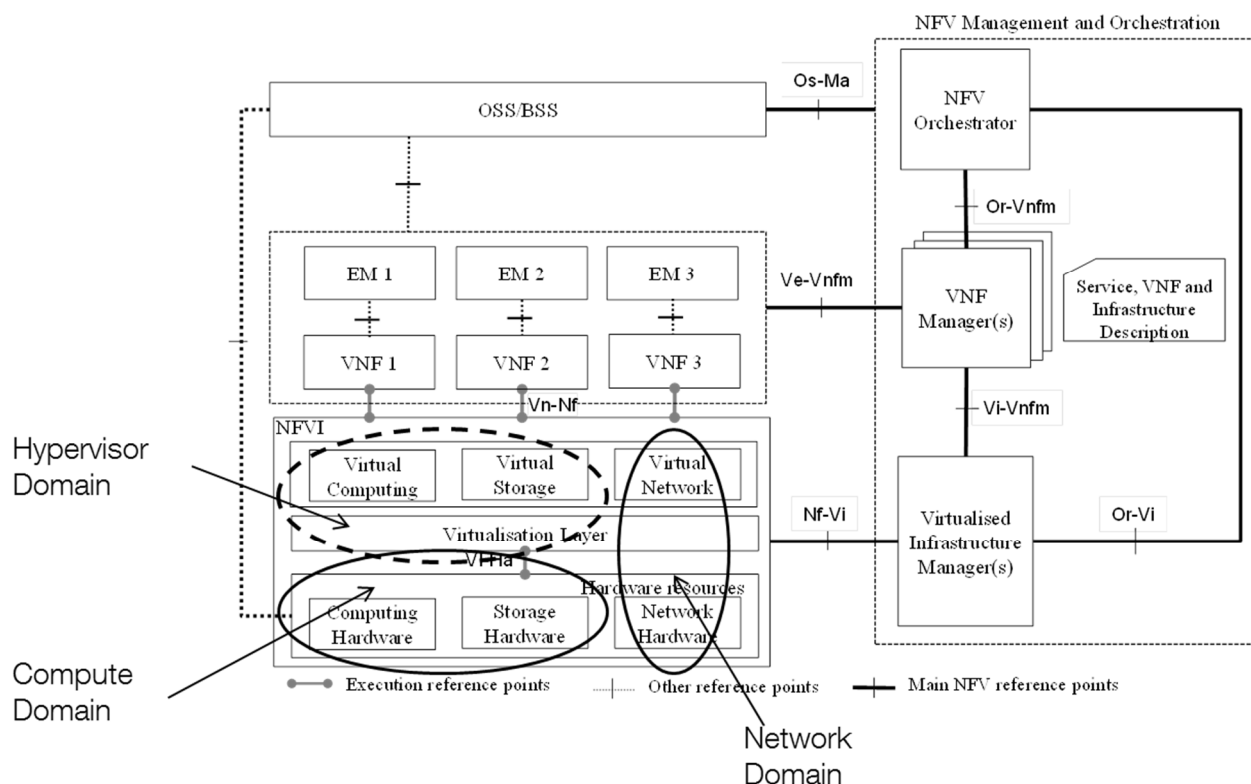 NFV Management and Orchestration
Os-Ma
OSS/BSS
NFV
Orchestrator
Or-Vnfm
EM 1
EM 2
EM 3
Ve-Vnfm
VNF
Manager(s)
Service, VNF and
Infrastructure
Description
VNF 1
VNF 2
VNF 3
Vn-Nf
Vi-Vnfm
NFVI
Hypervisor
Domain
Virtual
Computing
Virtual
Storage
Virtual
Network
Nf-Vi
Or-Vi
Virtualised
Infrastructure
Manager(s)
Virtualisation Layer
Vl-Ha
Hardware resources
Computing
Hardware
Storage
Hardware
Network
Hardware
Compute
Domain
Execution reference points
Other reference points
Main NFV reference points
Network
Domain